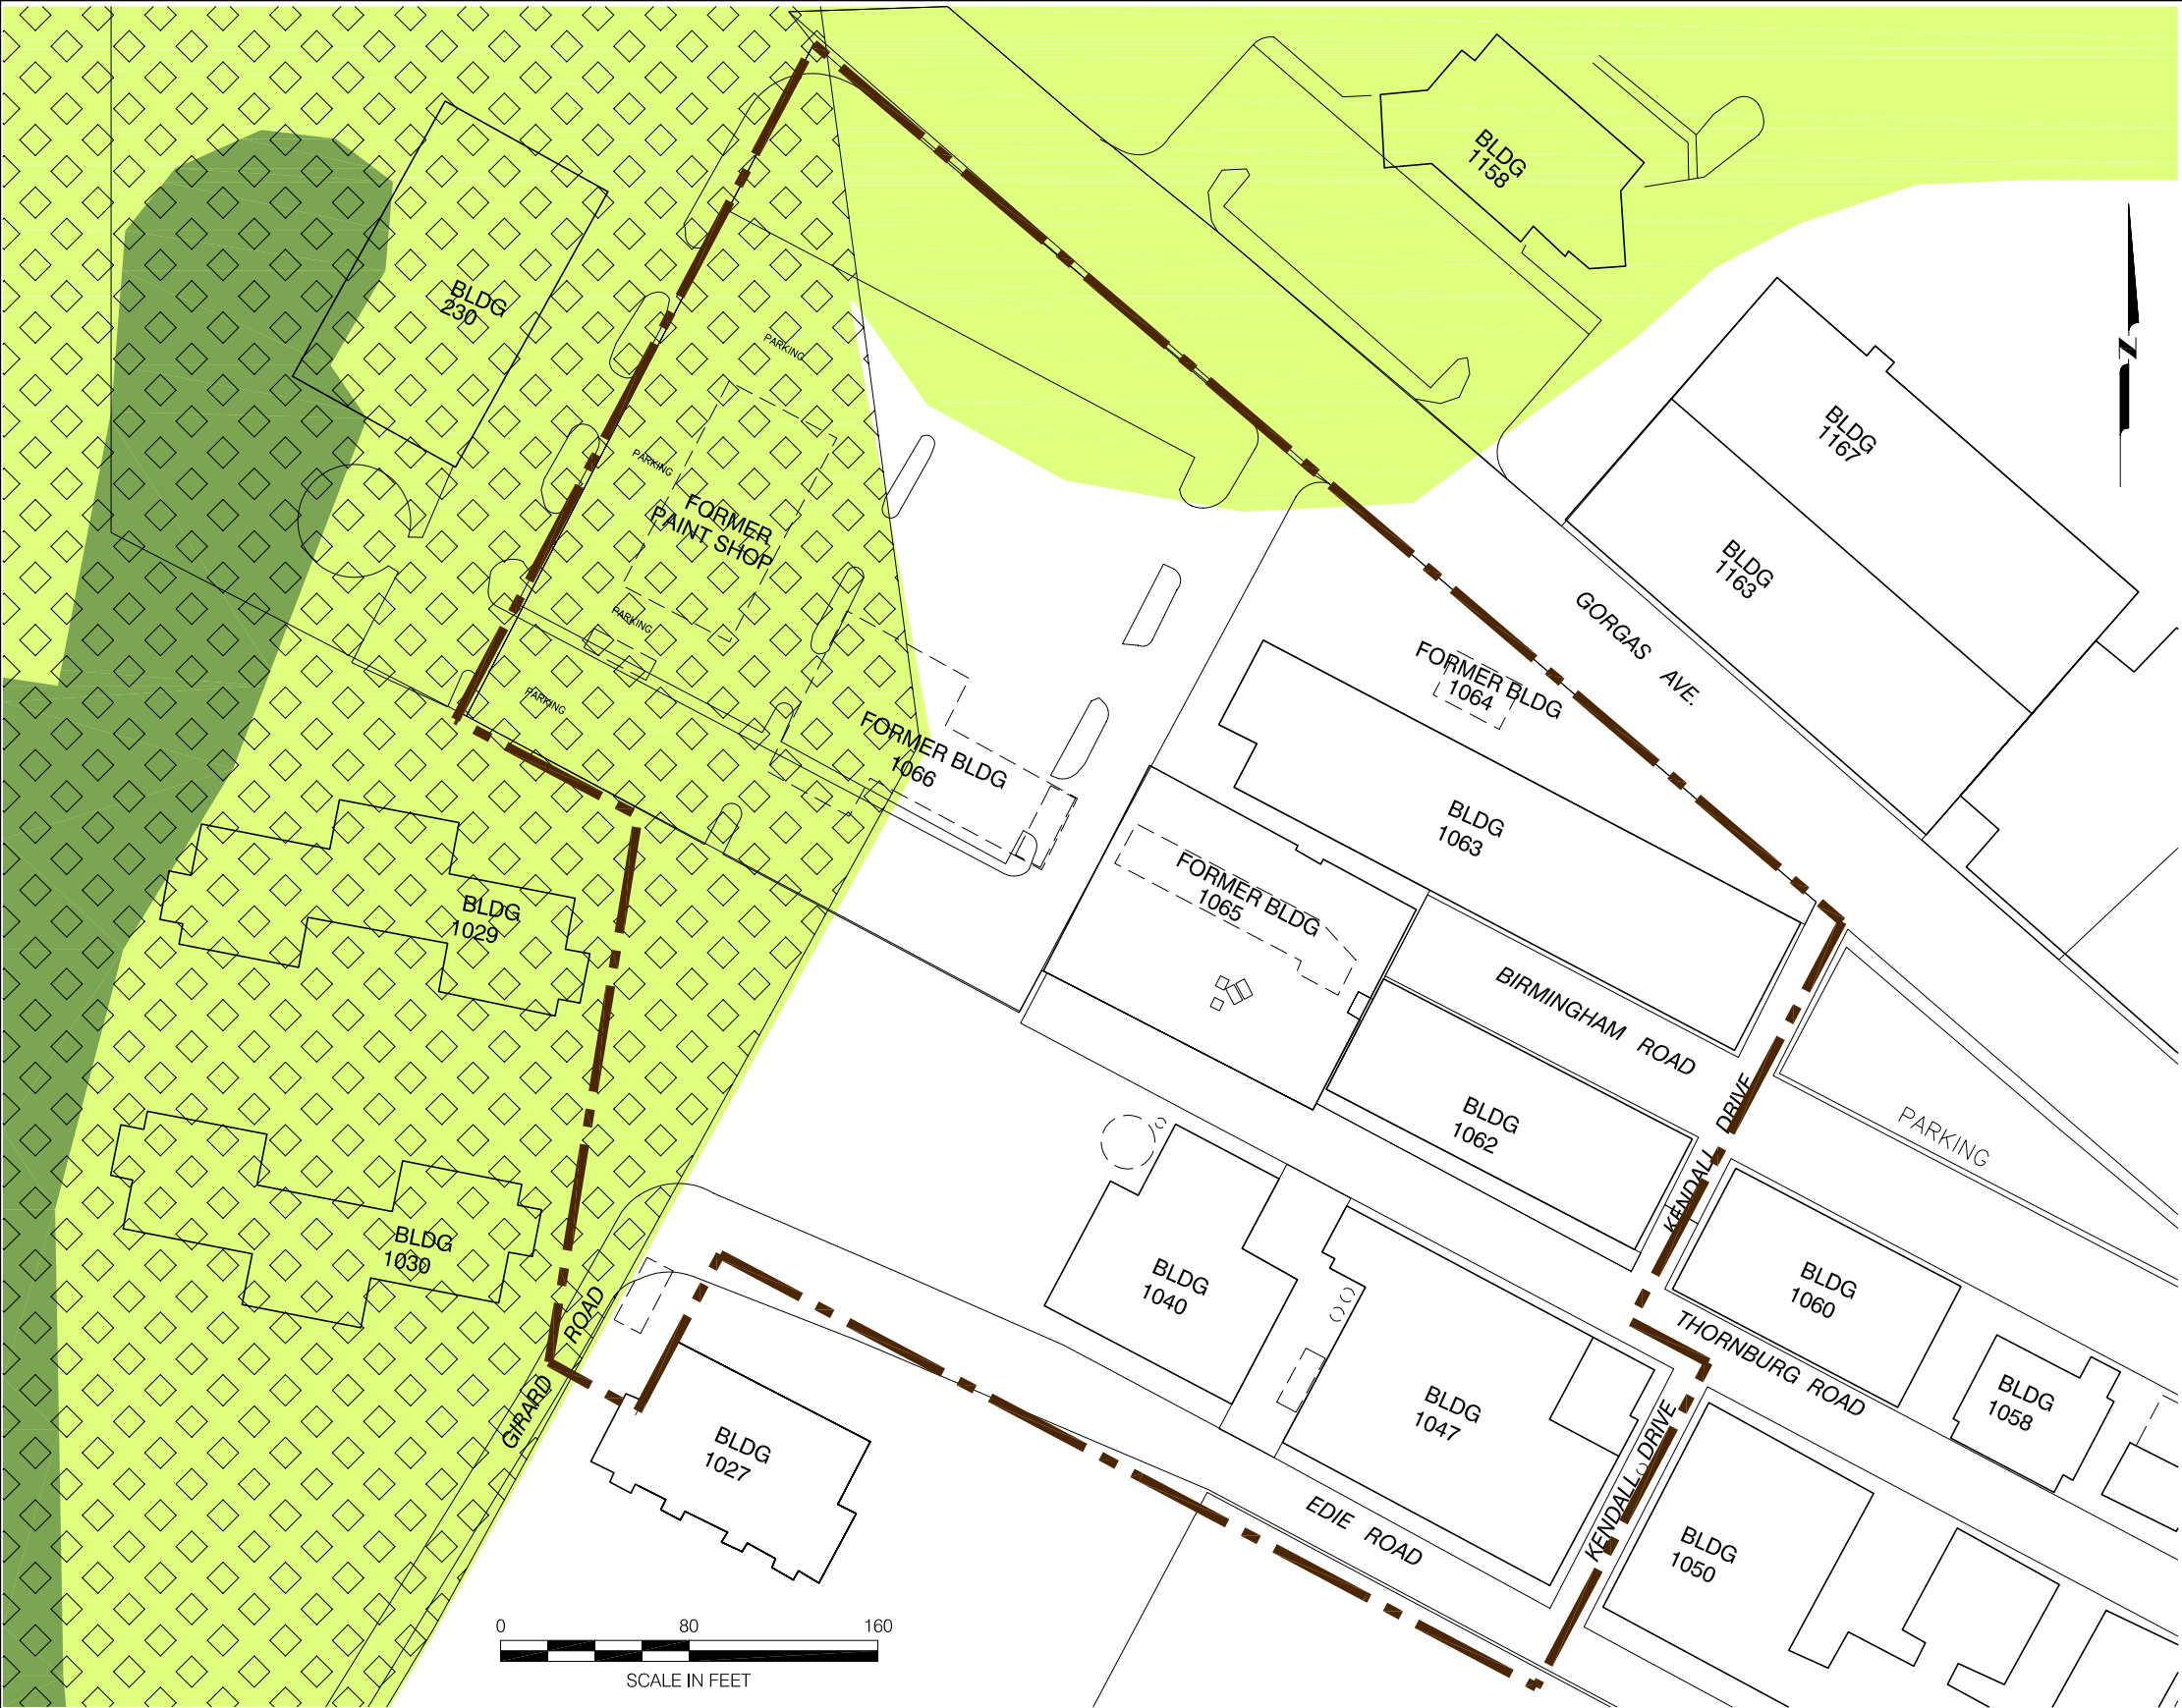 BLDG
1158
BLDG
230
PARKING
N
BLDG
1167
PARKING
FORMER
PAINT SHOP
BLDG
1163
PARKING
GORGAS AVE.
FORMER BLDG
1064
PARKING
FORMER BLDG
1066
BLDG
1063
FORMER BLDG
1065
BLDG
1029
BIRMINGHAM ROAD
KENDALL DRIVE
PARKING
BLDG
1062
BLDG
1030
BLDG
1040
BLDG
1060
GIRARD ROAD
THORNBURG ROAD
BLDG
1047
BLDG
1058
BLDG
1027
KENDALL DRIVE
EDIE ROAD
BLDG
1050
0 80 160
SCALE IN FEET